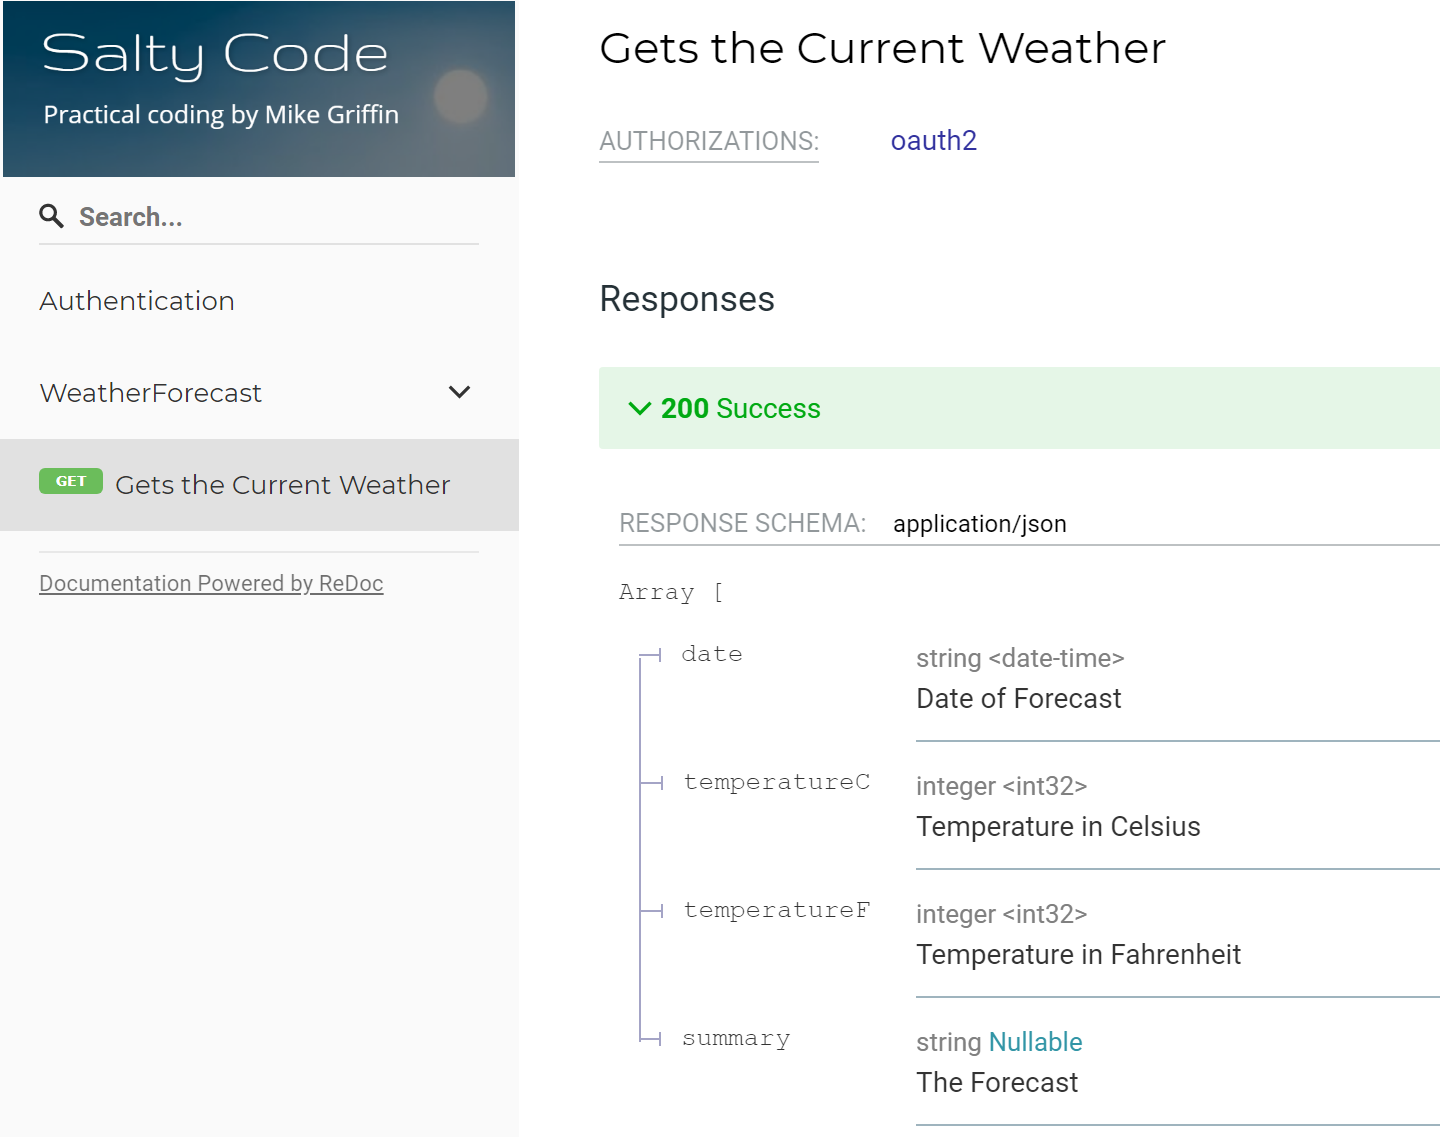 Salty Code
Practical coding by Mike Griffin
Search...
Authentication
WeatherForecast
GET Gets the Current Weather
Documentation Powered by ReDoc
Gets the Current Weather
AUTHORIZATIONS: oauth2
Responses
200 Success
RESPONSE SCHEMA: application/json
Array [
date string <date-time>
Date of Forecast
temperatureC integer <int32>
Temperature in Celsius
temperatureF integer <int32>
Temperature in Fahrenheit
summary string Nullable
The Forecast